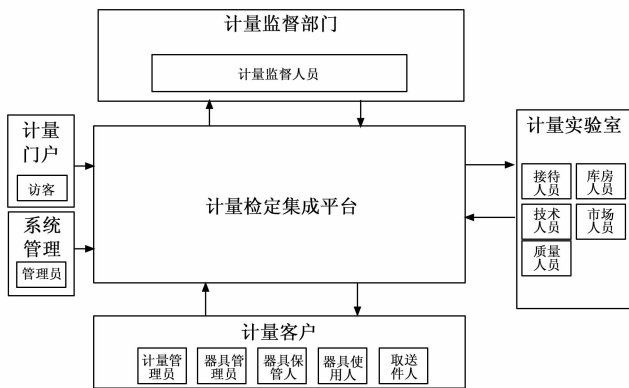 计量监督部门
计量监督人员
计量
门户
访客
系统
管理
管理员
计量检定集成平台
计量实验室
接待
人员
库房
人员
技术
人员
市场
人员
质量
人员
计量客户
计量管
理员
器具管
理员
器具保
管人
器具使
用人
取送
件人